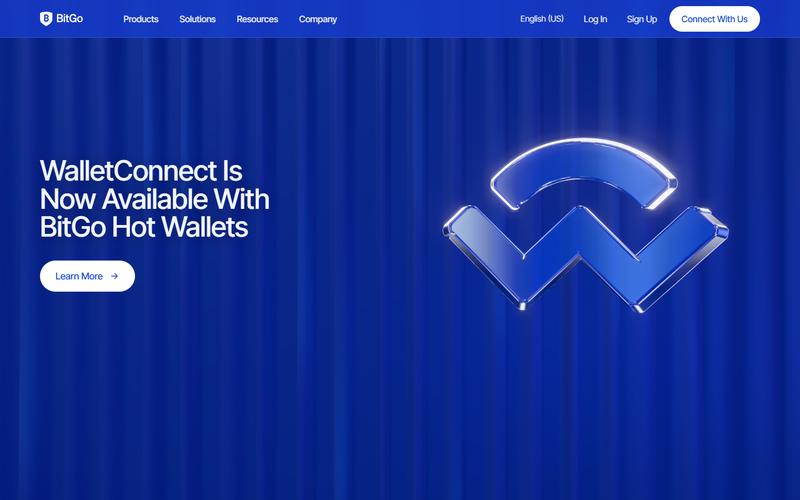 BitGo
Products
Solutions
Resources
Company
English (US)
Log In
Sign Up
Connect With Us
WalletConnect Is
Now Available With
BitGo Hot Wallets
Learn More →